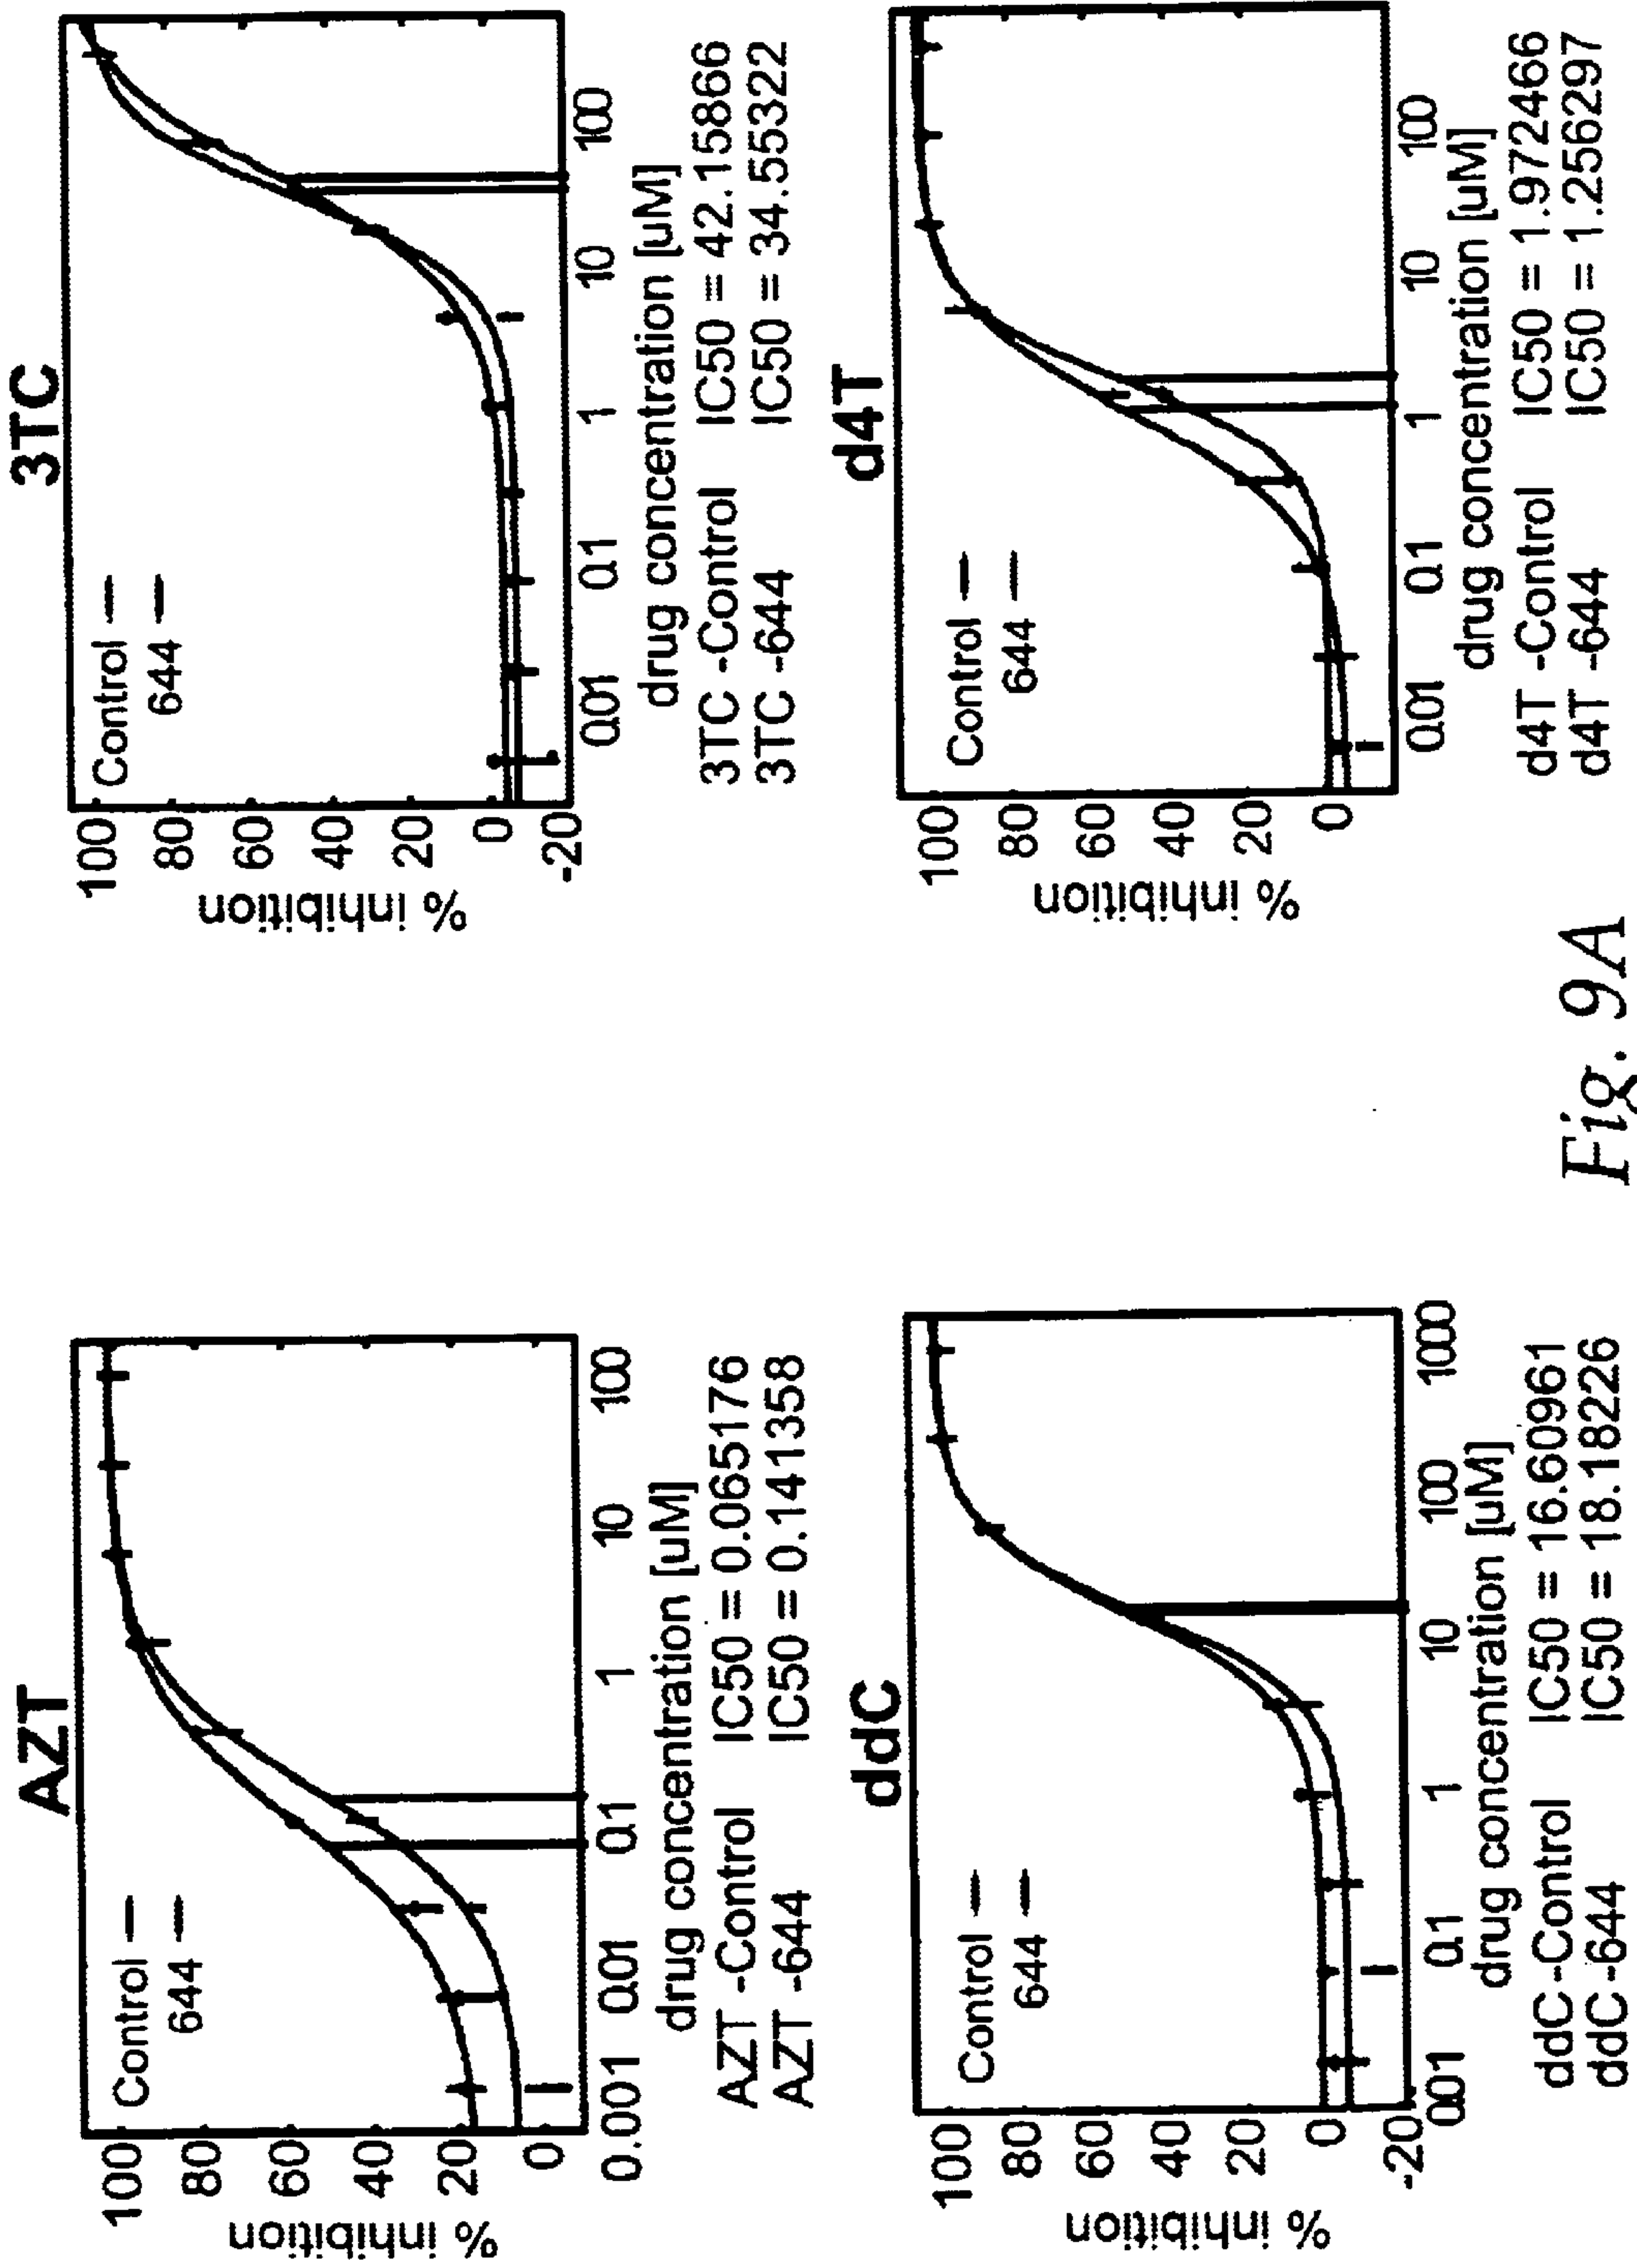 AZT
Control
644
% inhibition
100
80
60
40
20
0
0.001 0.01 0.1 1 10 100
drug concentration [uM]
AZT -Control IC50 = 0.065176
AZT -644 IC50 = 0.141358
3TC
Control
644
% inhibition
100
80
60
40
20
0
-20
0.01 0.1 1 10 100
drug concentration [uM]
3TC -Control IC50 = 42.15866
3TC -644 IC50 = 34.55322
ddC
Control
644
% inhibition
100
80
60
40
20
0
-20
0.01 0.1 1 10 100 1000
drug concentration [uM]
ddC -Control IC50 = 16.60961
ddC -644 IC50 = 18.18226
d4T
Control
644
% inhibition
100
80
60
40
20
0
0.01 0.1 1 10 100
drug concentration [uM]
d4T -Control IC50 = 1.972466
d4T -644 IC50 = 1.256297
Fig. 9A